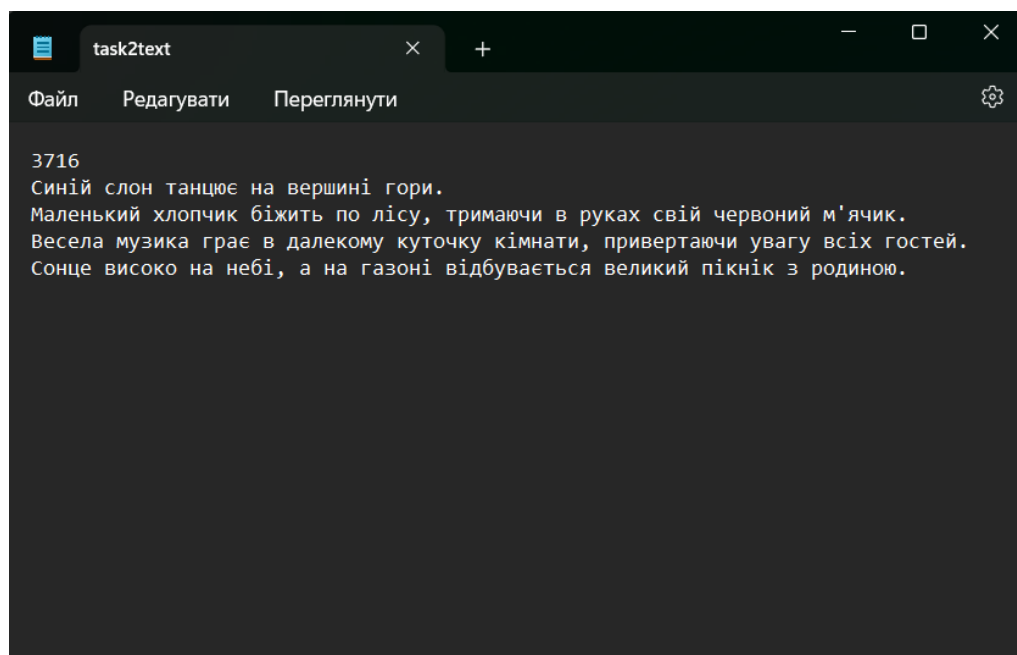 task2text
Файл Редагувати Переглянути
3716
Синій слон танцює на вершині гори.
Маленький хлопчик біжить по лісу, тримаючи в руках свій червоний м'ячик.
Весела музика грає в далекому куточку кімнати, привертаючи увагу всіх гостей.
Сонце високо на небі, а на газоні відбувається великий пікнік з родиною.